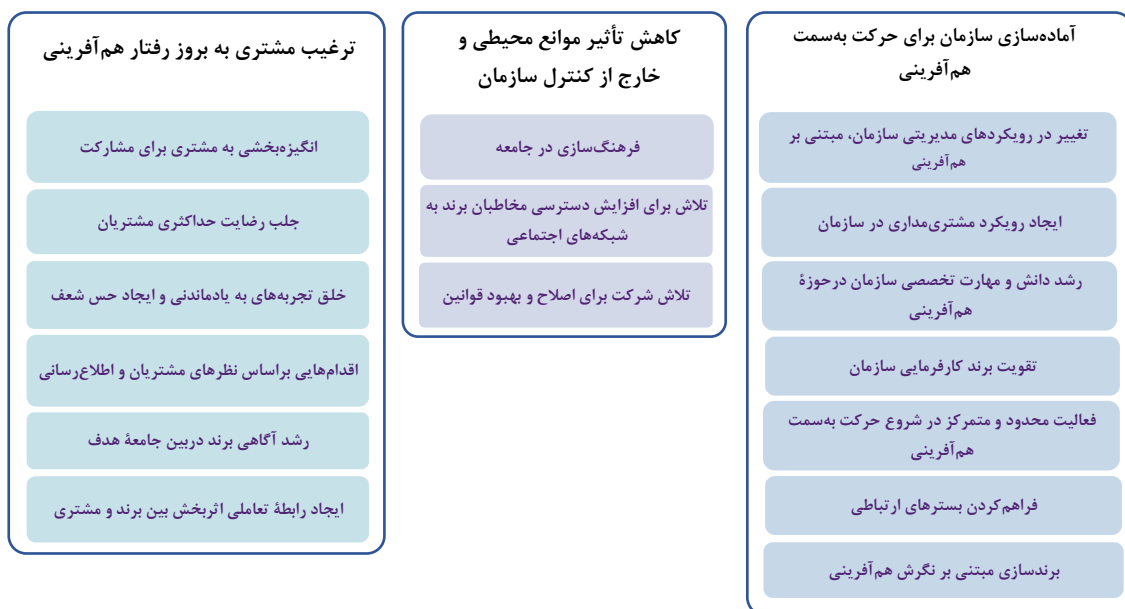 آماده‌سازی سازمان برای حرکت به‌سمت
هم‌آفرینی
تغییر در رویکردهای مدیریتی سازمان، مبتنی بر
هم‌آفرینی
ایجاد رویکرد مشتری‌مداری در سازمان
رشد دانش و مهارت تخصصی سازمان درحوزهٔ
هم‌آفرینی
تقویت برند کارفرمایی سازمان
فعالیت محدود و متمرکز در شروع حرکت به‌سمت
هم‌آفرینی
فراهم‌کردن بسترهای ارتباطی
برندسازی مبتنی بر نگرش هم‌آفرینی
کاهش تأثیر موانع محیطی و
خارج از کنترل سازمان
فرهنگ‌سازی در جامعه
تلاش برای افزایش دسترسی مخاطبان برند به
شبکه‌های اجتماعی
تلاش شرکت برای اصلاح و بهبود قوانین
ترغیب مشتری به بروز رفتار هم‌آفرینی
انگیزه‌بخشی به مشتری برای مشارکت
جلب رضایت حداکثری مشتریان
خلق تجربه‌های به یادماندنی و ایجاد حس شعف
اقدام‌هایی براساس نظرهای مشتریان و اطلاع‌رسانی
رشد آگاهی برند دربین جامعهٔ هدف
ایجاد رابطهٔ تعاملی اثربخش بین برند و مشتری